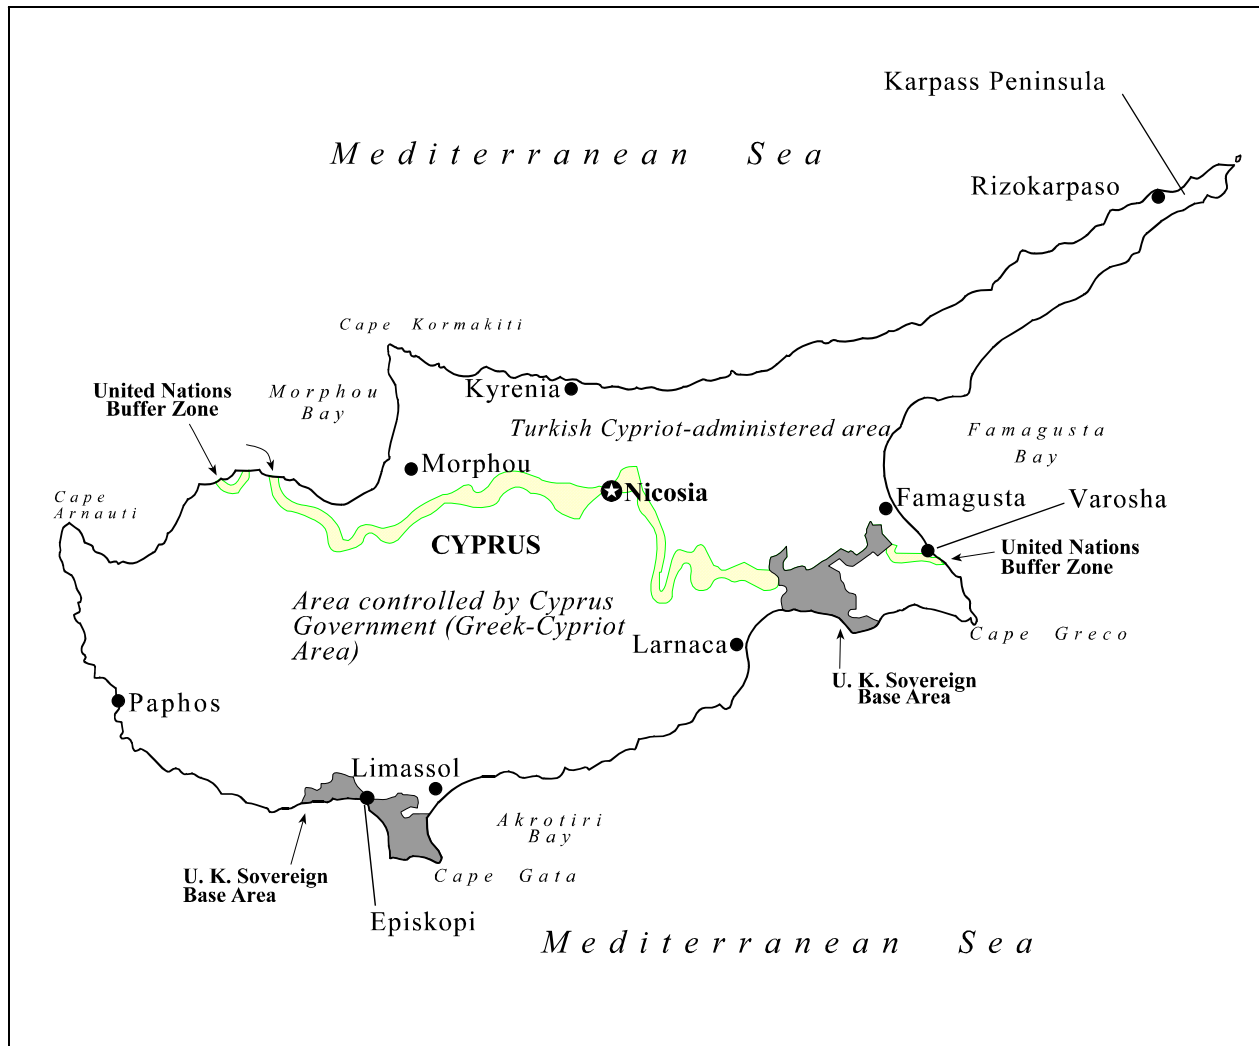 Karpass Peninsula
Mediterranean Sea
Rizokarpaso
Cape Kormakiti
United Nations
Buffer Zone
Morphou
Bay
Kyrenia
Turkish Cypriot-administered area
Famagusta
Bay
Morphou
Nicosia
Cape
Arnauti
Famagusta
Varosha
CYPRUS
United Nations
Buffer Zone
Area controlled by Cyprus
Government (Greek-Cypriot
Area)
Larnaca
Cape Greco
U. K. Sovereign
Base Area
Paphos
Limassol
Akrotiri
Bay
U. K. Sovereign
Base Area
Cape Gata
Episkopi
Mediterranean Sea